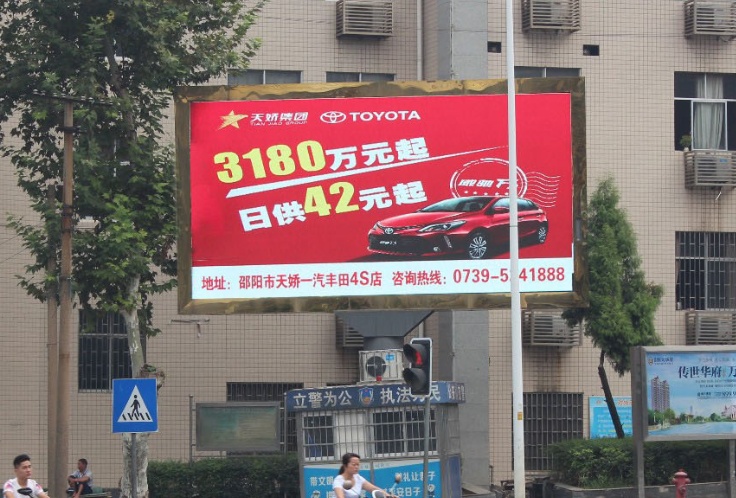 天娇集团 TOYOTA
TIAN JIAO GROUP
3180万元起
日供42元起
地址：邵阳市天娇一汽丰田4S店 咨询热线：0739-5 41888
立警为公 执法为民
传世华府